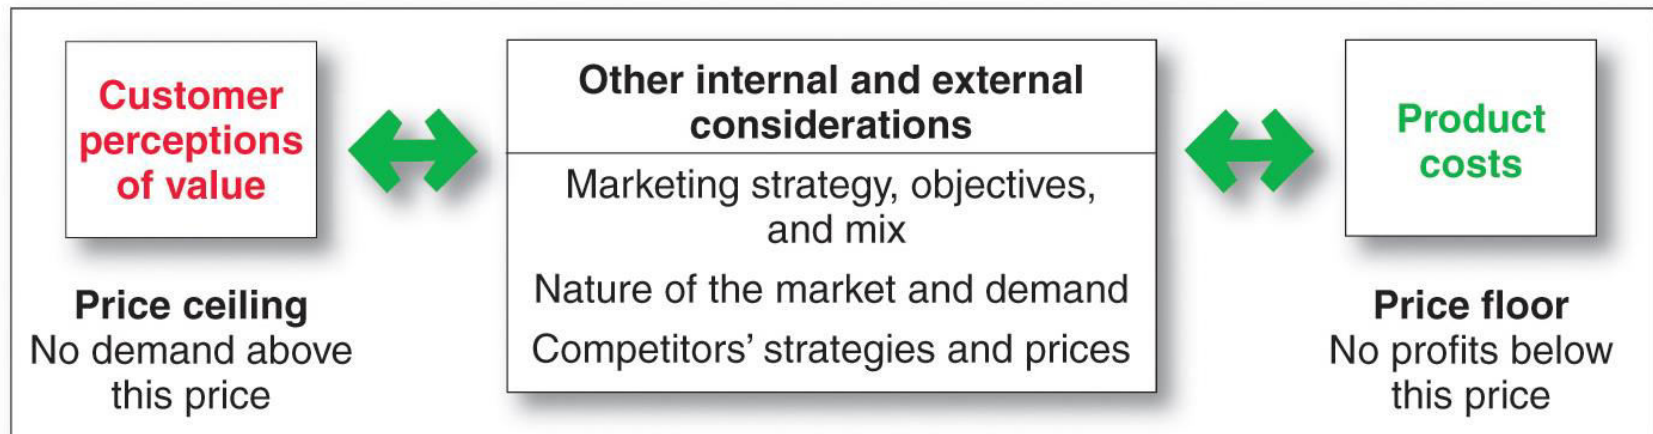 Customer
perceptions
of value
Price ceiling
No demand above
this price
Other internal and external
considerations
Marketing strategy, objectives,
and mix
Nature of the market and demand
Competitors’ strategies and prices
Product
costs
Price floor
No profits below
this price